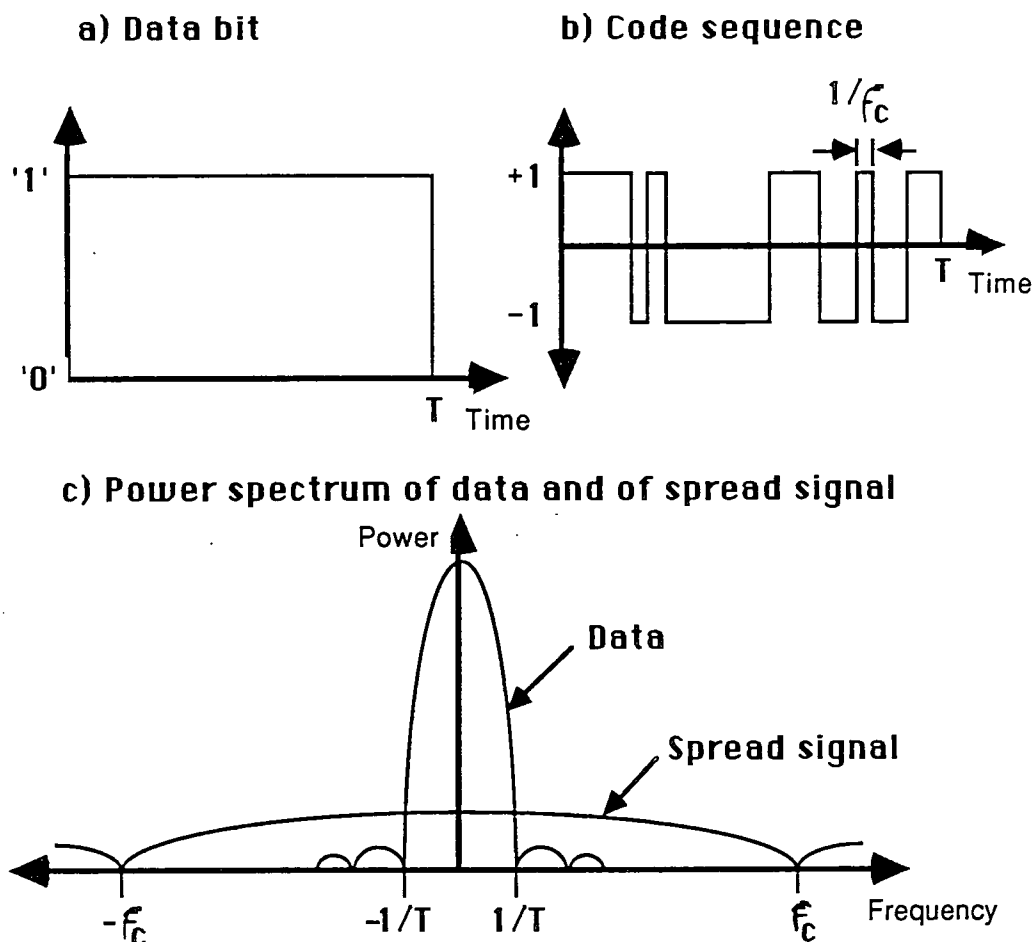 a) Data bit
b) Code sequence
1/fc
'1'
'0'
T Time
+1
-1
T Time
c) Power spectrum of data and of spread signal
Power
Data
Spread signal
-fc
-1/T
1/T
fc
Frequency